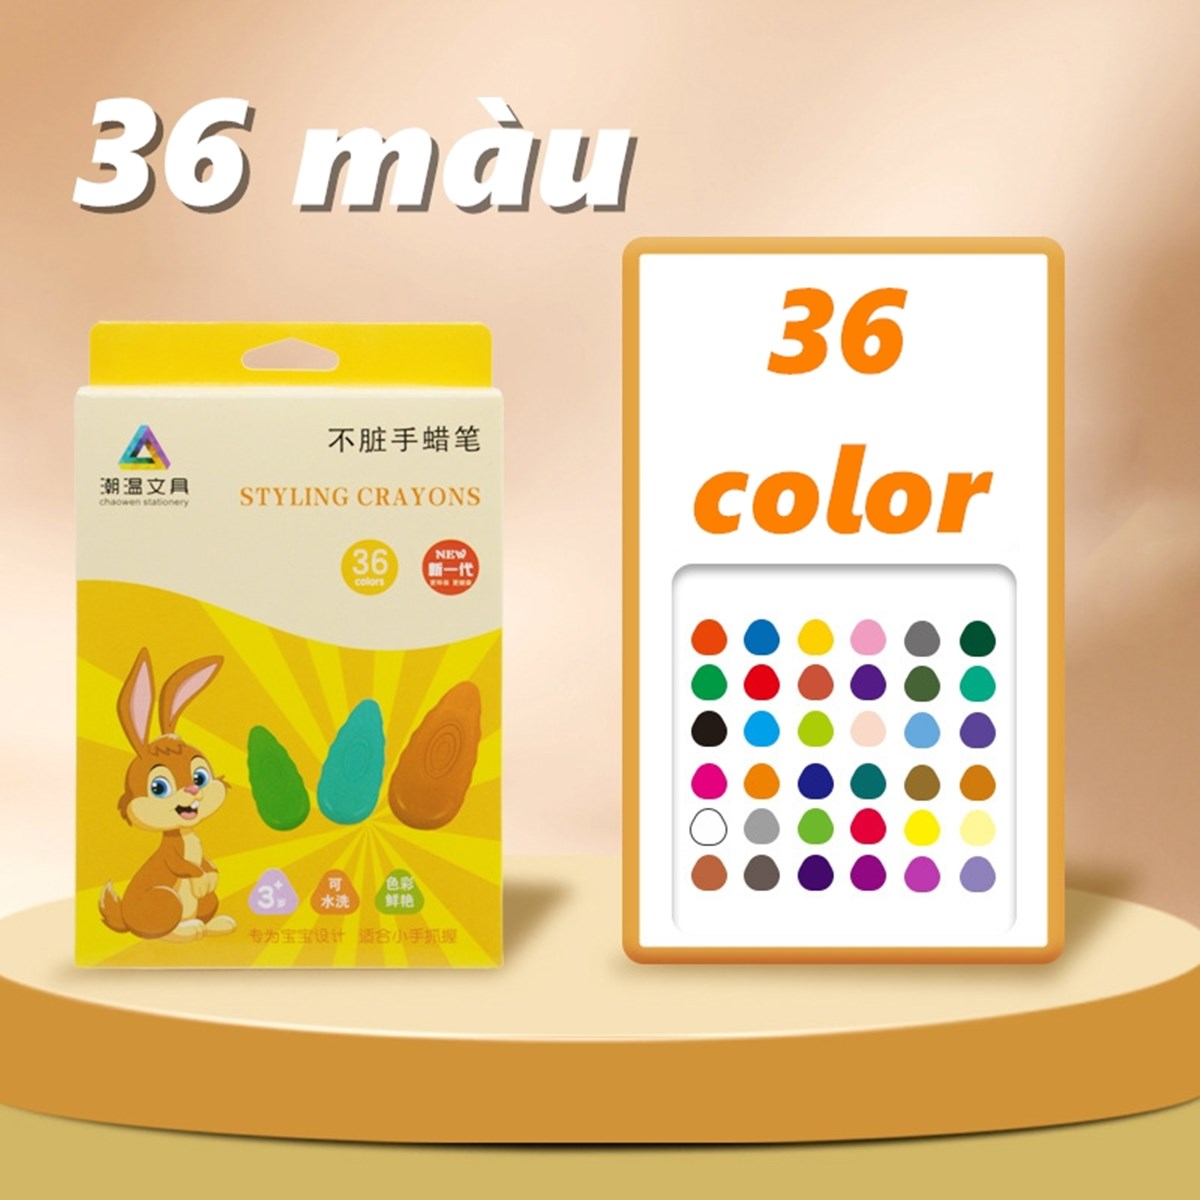 36 màu
36
color
不脏手蜡笔
潮温文具
chaowen stationery
STYLING CRAYONS
36
colors
NEW
新一代
3+
岁
可
水洗
色彩
鲜艳
专为宝宝设计 适合小手抓握